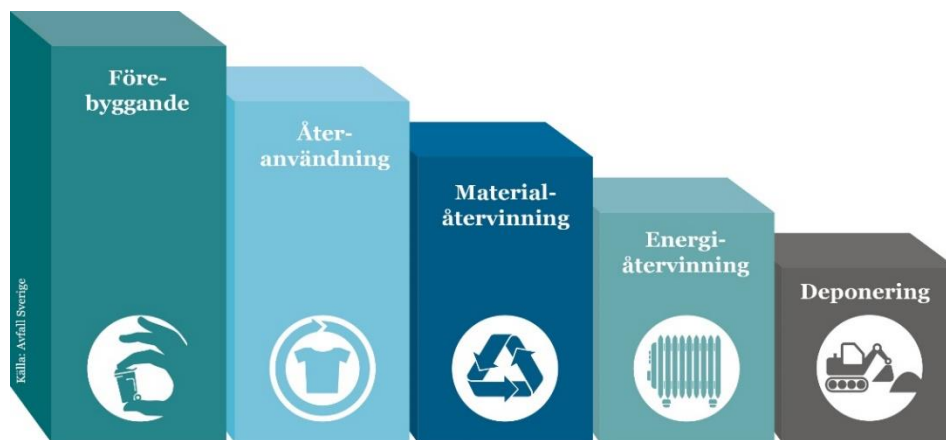 Före-
byggande
Åter-
användning
Material-
återvinning
Energi-
återvinning
Deponering
Källa: Avfall Sverige